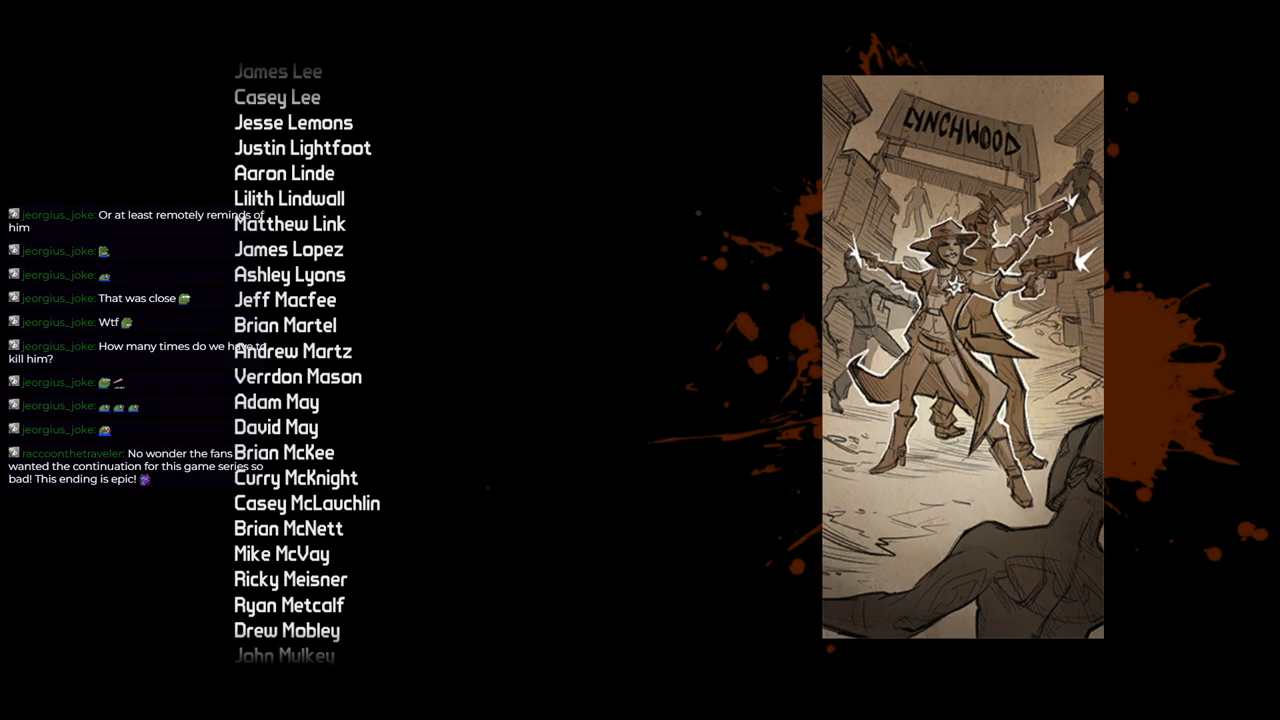 jeorgius_joke: Or at least remotely reminds of
him
jeorgius_joke:
jeorgius_joke:
jeorgius_joke: That was close
jeorgius_joke: Wtf
jeorgius_joke: How many times do we have to
kill him?
jeorgius_joke:
jeorgius_joke:
jeorgius_joke:
raccoonthetraveler: No wonder the fans
wanted the continuation for this game series so
bad! This ending is epic!
James Lee
Casey Lee
Jesse Lemons
Justin Lightfoot
Aaron Linde
Lilith Lindwall
Matthew Link
James Lopez
Ashley Lyons
Jeff Macfee
Brian Martel
Andrew Martz
Verrdon Mason
Adam May
David May
Brian McKee
Curry McKnight
Casey McLauchlin
Brian McNett
Mike McVay
Ricky Meisner
Ryan Metcalf
Drew Mobley
John Mulkey
LYNCHWOOD